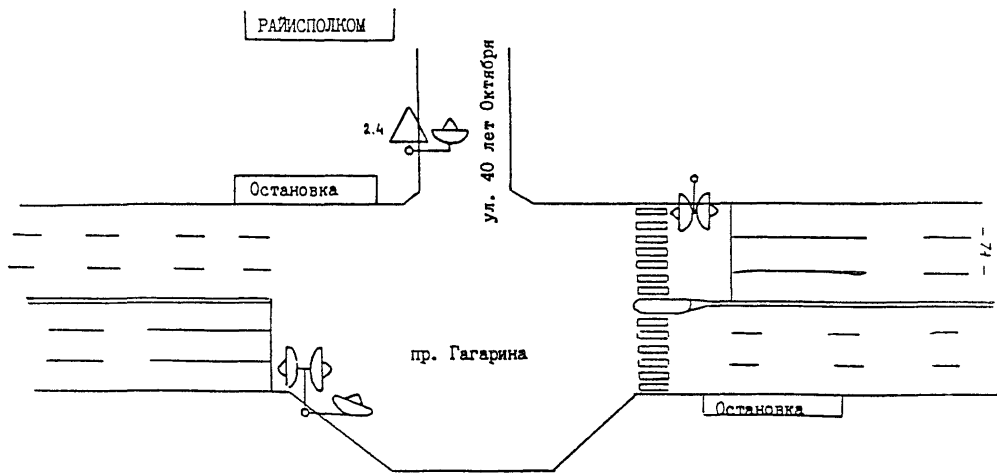 РАЙИСПОЛКОМ
ул. 40 лет Октября
2.4
Остановка
- 71 -
пр. Гагарина
Остановка